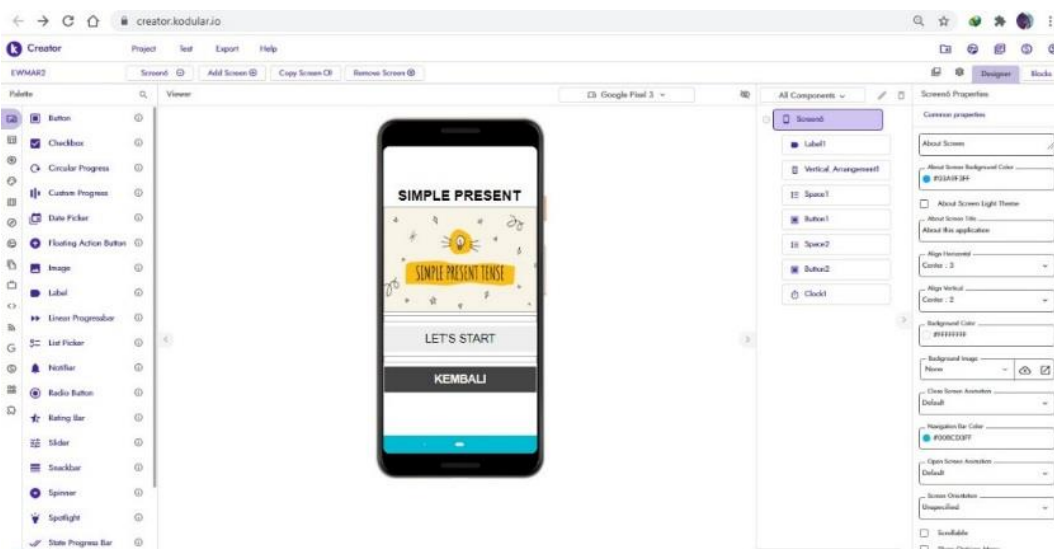 creator.kodular.io
Creator
Project Test Export Help
EWMAR2
Screen6 Add Screen Copy Screen Remove Screen
Designer Blocks
Palette
Viewer
Google Pixel 3
All Components
Screen6 Properties
Button
Checkbox
Circular Progress
Custom Progress
Date Picker
Floating Action Button
Image
Label
Linear Progressbar
List Picker
Notifier
Radio Button
Rating Bar
Slider
Snackbar
Spinner
Spotlight
State Progress Bar
SIMPLE PRESENT
SIMPLE PRESENT TENSE
LET'S START
KEMBALI
Screen6
Label1
Vertical_Arrangement1
Space1
Button1
Space2
Button2
Clock1
Common properties
About Screen
About Screen Background Color
About Screen Light Theme
About Screen Title
About this application
Align Horizontal
Center : 3
Align Vertical
Center : 2
Background Color
#FFFFFFFF
Background Image
None
Close Screen Animation
Default
Navigation Bar Color
#00BCD3FF
Open Screen Animation
Default
Screen Orientation
Unspecified
Scrollable